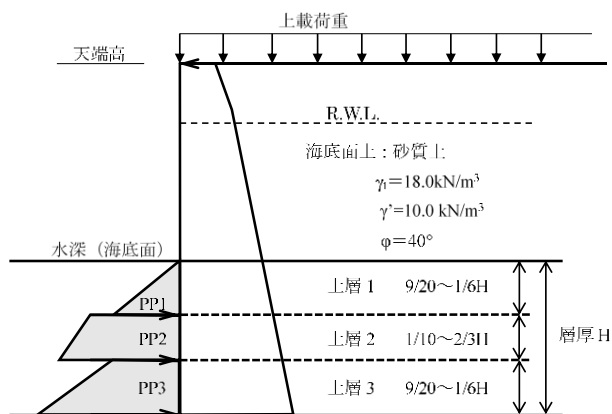 上載荷重
天端高
R.W.L.
海底面上：砂質土
γt＝18.0kN/m³
γ'＝10.0 kN/m³
φ＝40°
水深（海底面）
PP1
土層1 9/20～1/6H
PP2
土層2 1/10～2/3H
層厚H
PP3
土層3 9/20～1/6H